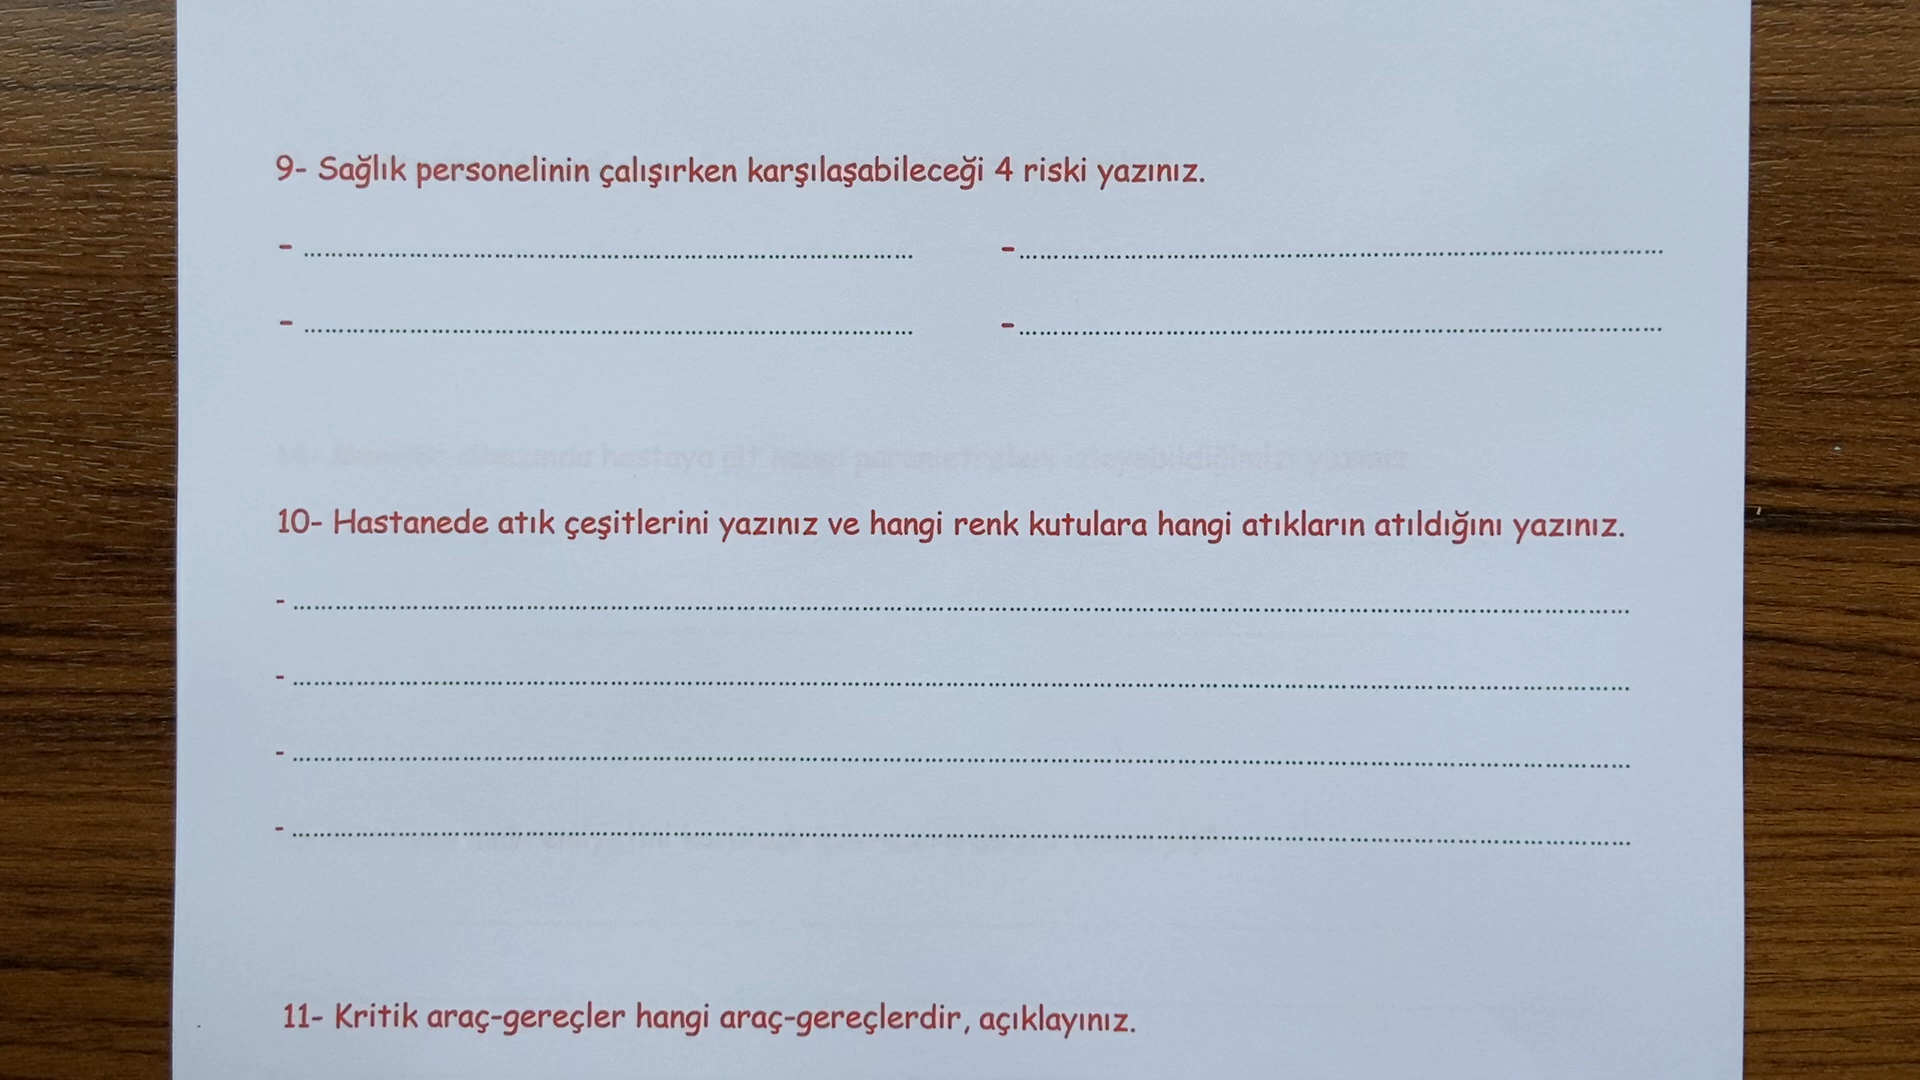 9- Sağlık personelinin çalışırken karşılaşabileceği 4 riski yazınız.
- ........................................ - ........................................
- ........................................ - ........................................
10- Hastanede atık çeşitlerini yazınız ve hangi renk kutulara hangi atıkların atıldığını yazınız.
- ........................................
- ........................................
- ........................................
- ........................................
11- Kritik araç-gereçler hangi araç-gereçlerdir, açıklayınız.